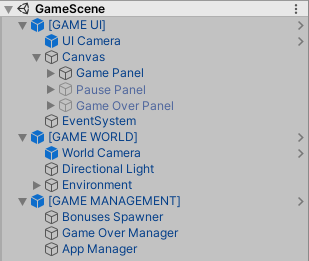 GameScene
[GAME UI]
UI Camera
Canvas
Game Panel
Pause Panel
Game Over Panel
EventSystem
[GAME WORLD]
World Camera
Directional Light
Environment
[GAME MANAGEMENT]
Bonuses Spawner
Game Over Manager
App Manager